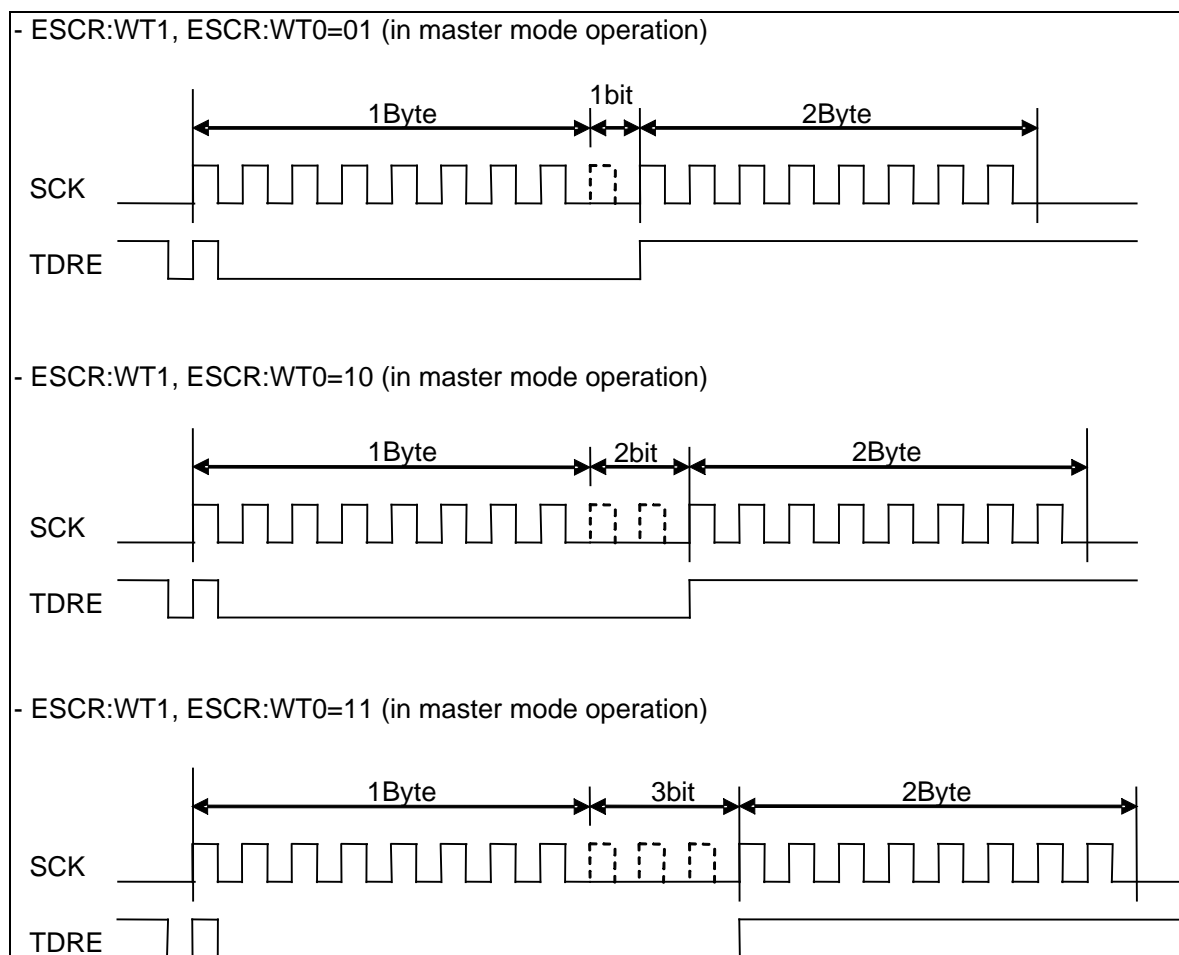 - ESCR:WT1, ESCR:WT0=01 (in master mode operation)
1bit
1Byte
2Byte
SCK
TDRE
- ESCR:WT1, ESCR:WT0=10 (in master mode operation)
1Byte
2bit
2Byte
SCK
TDRE
- ESCR:WT1, ESCR:WT0=11 (in master mode operation)
1Byte
3bit
2Byte
SCK
TDRE